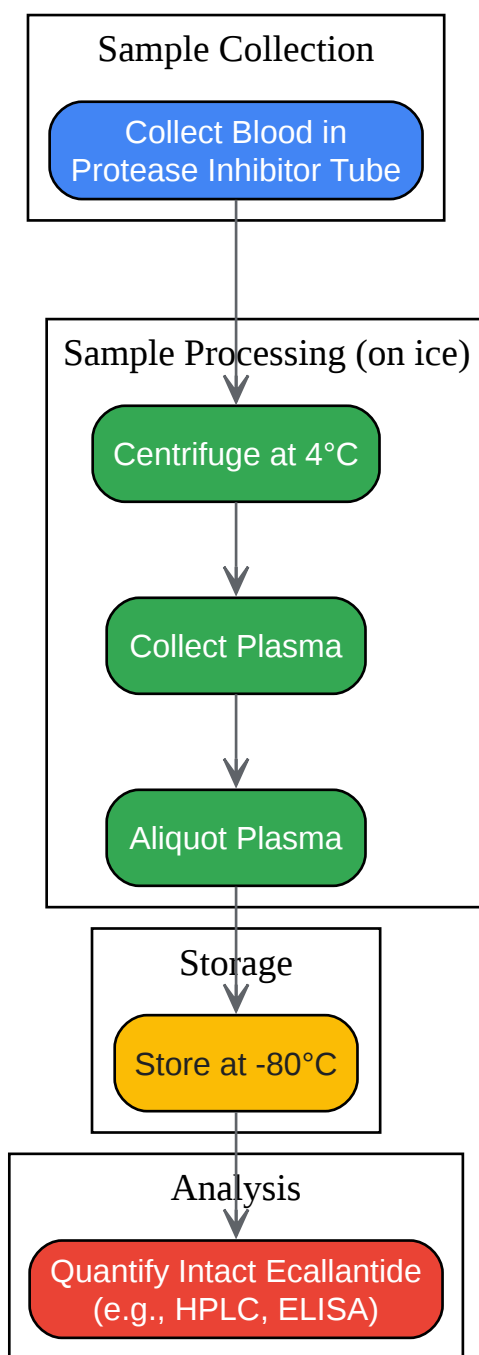 Sample Collection
Collect Blood in
Protease Inhibitor Tube
Sample Processing (on ice)
Centrifuge at 4°C
Collect Plasma
Aliquot Plasma
Storage
Store at -80°C
Analysis
Quantify Intact Ecallantide
(e.g., HPLC, ELISA)